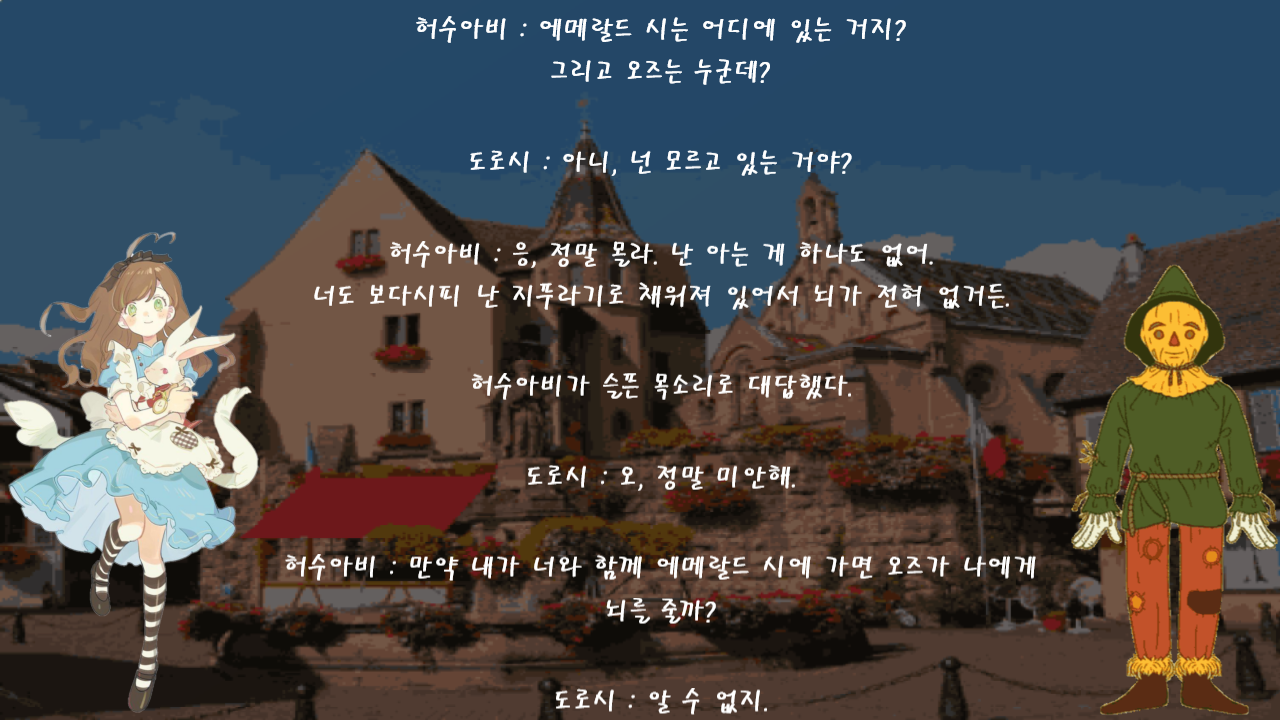 허수아비 : 에메랄드 시는 어디에 있는 거지?
그리고 오즈는 누군데?
도로시 : 아니, 넌 모르고 있는 거야?
허수아비 : 응, 정말 몰라. 난 아는 게 하나도 없어.
너도 보다시피 난 지푸라기로 채워져 있어서 뇌가 전혀 없거든.
허수아비가 슬픈 목소리로 대답했다.
도로시 : 오, 정말 미안해.
허수아비 : 만약 내가 너와 함께 에메랄드 시에 가면 오즈가 나에게
뇌를 줄까?
도로시 : 알 수 없지.